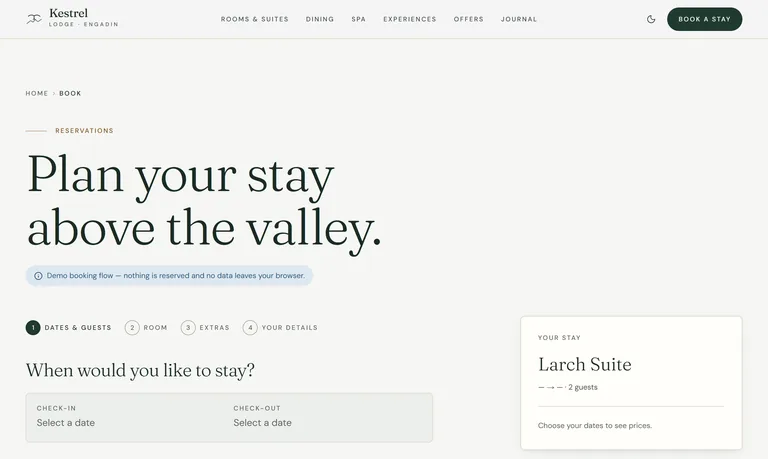 Kestrel
LODGE · ENGADIN
ROOMS & SUITES
DINING
SPA
EXPERIENCES
OFFERS
JOURNAL
BOOK A STAY
HOME › BOOK
RESERVATIONS
Plan your stay
above the valley.
Demo booking flow — nothing is reserved and no data leaves your browser.
1 DATES & GUESTS
2 ROOM
3 EXTRAS
4 YOUR DETAILS
When would you like to stay?
CHECK-IN
Select a date
CHECK-OUT
Select a date
YOUR STAY
Larch Suite
— → — · 2 guests
Choose your dates to see prices.